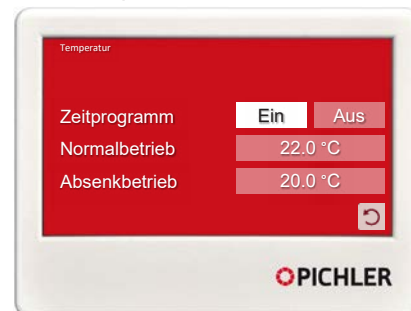 Temperatur
Zeitprogramm Ein Aus
Normalbetrieb 22.0 °C
Absenkbetrieb 20.0 °C
PICHLER